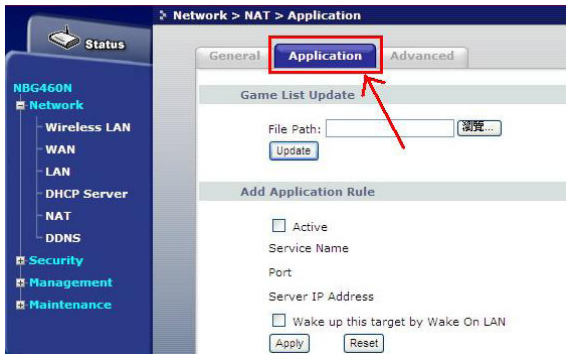 Network > NAT > Application
Status
General Application Advanced
NBG460N
Network
Wireless LAN
WAN
LAN
DHCP Server
NAT
DDNS
Security
Management
Maintenance
Game List Update
File Path: 瀏覽...
Update
Add Application Rule
Active
Service Name
Port
Server IP Address
Wake up this target by Wake On LAN
Apply Reset